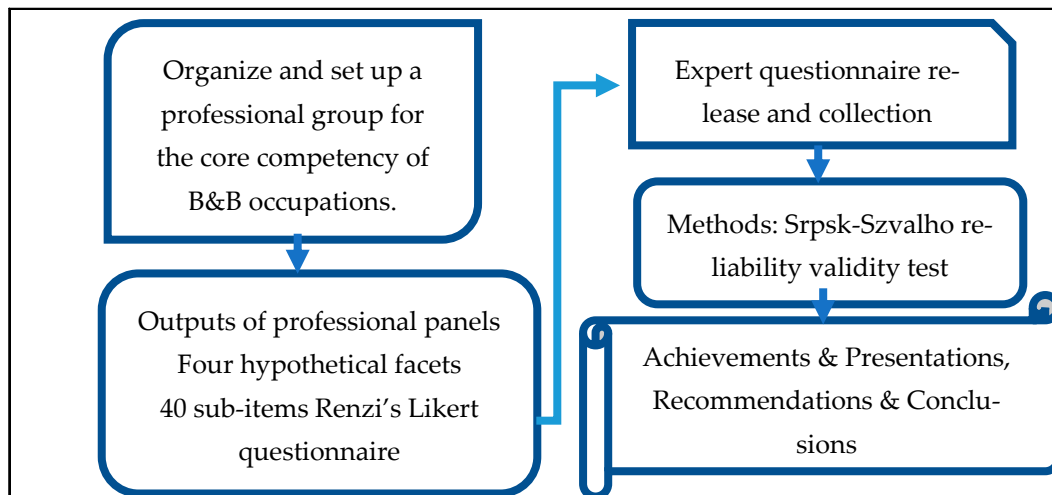 Organize and set up a
professional group for
the core competency of
B&B occupations.
Outputs of professional panels
Four hypothetical facets
40 sub-items Renzi's Likert
questionnaire
Expert questionnaire re-
lease and collection
Methods: Srpsk-Szvalho re-
liability validity test
Achievements & Presentations,
Recommendations & Conclu-
sions